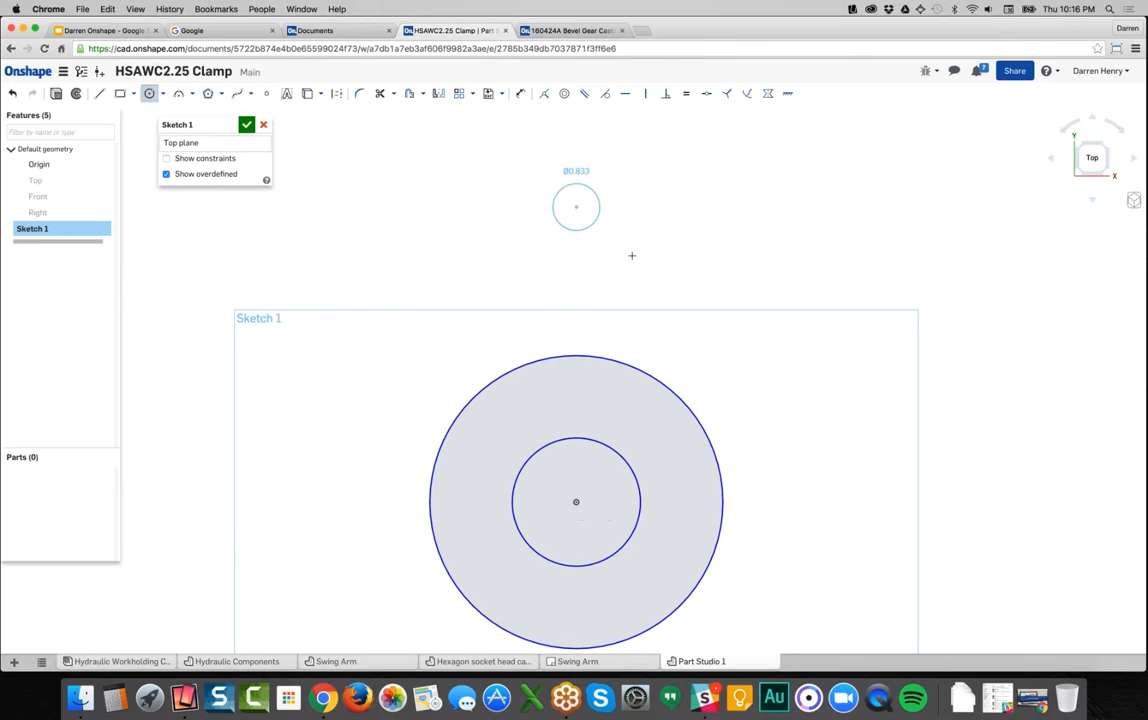 Chrome File Edit View History Bookmarks People Window Help Thu 10:16 PM
Darren Onshape - Google S Google Documents HSAWC2.25 Clamp | Part S 160424A Bevel Gear Cast Darren
https://cad.onshape.com/documents/5722b874e4b0e65599024f73/w/a7db1a7eb3af606f9982a3ae/e/2785b349db7037871f3ff6e6
Onshape HSAWC2.25 Clamp Main 7 Share Darren Henry
Features (5)
Filter by name or type
Default geometry
Origin
Top
Front
Right
Sketch 1
Sketch 1
Top plane
Show constraints
Show overdefined
Ø0.833
Y
Top
X
Sketch 1
Parts (0)
Hydraulic Workholding C... Hydraulic Components Swing Arm Hexagon socket head ca... Swing Arm Part Studio 1